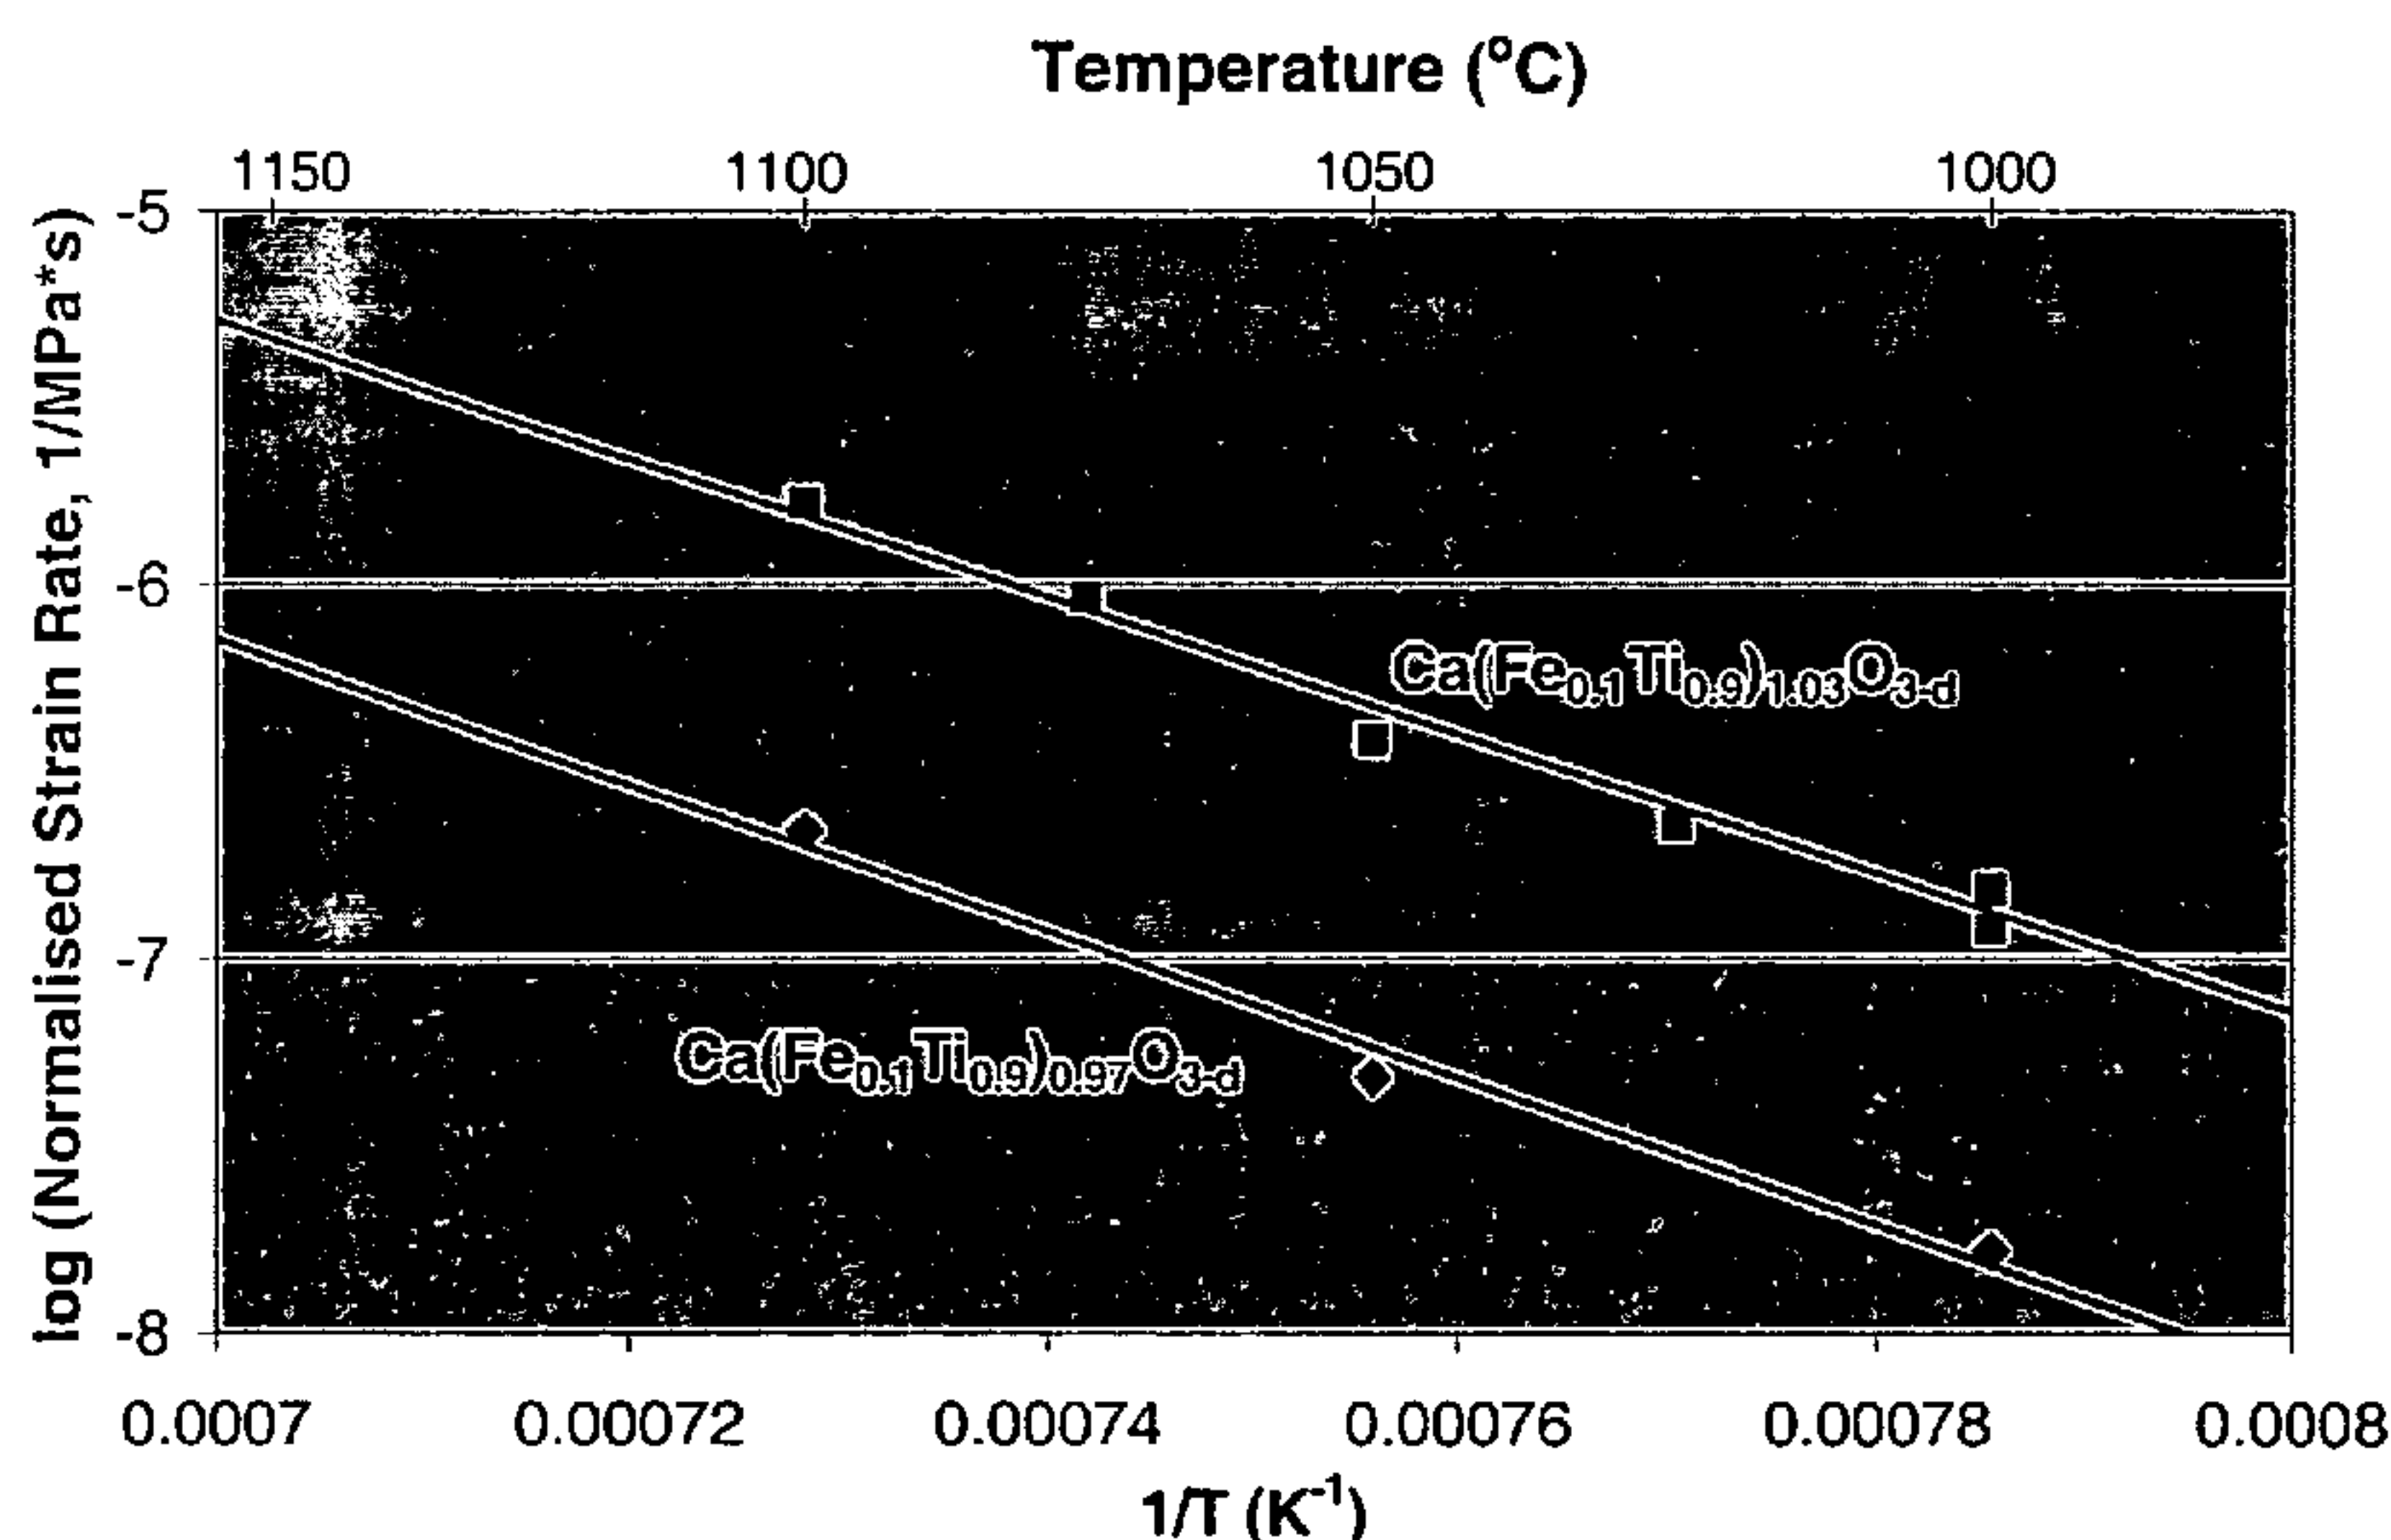 Temperature (°C)
1150 1100 1050 1000
log (Normalised Strain Rate, 1/MPa*s)
-5
-6
Ca(Fe0.1Ti0.9)1.03O3-d
-7
Ca(Fe0.1Ti0.9)0.97O3-d
-8
0.0007 0.00072 0.00074 0.00076 0.00078 0.0008
1/T (K-1)